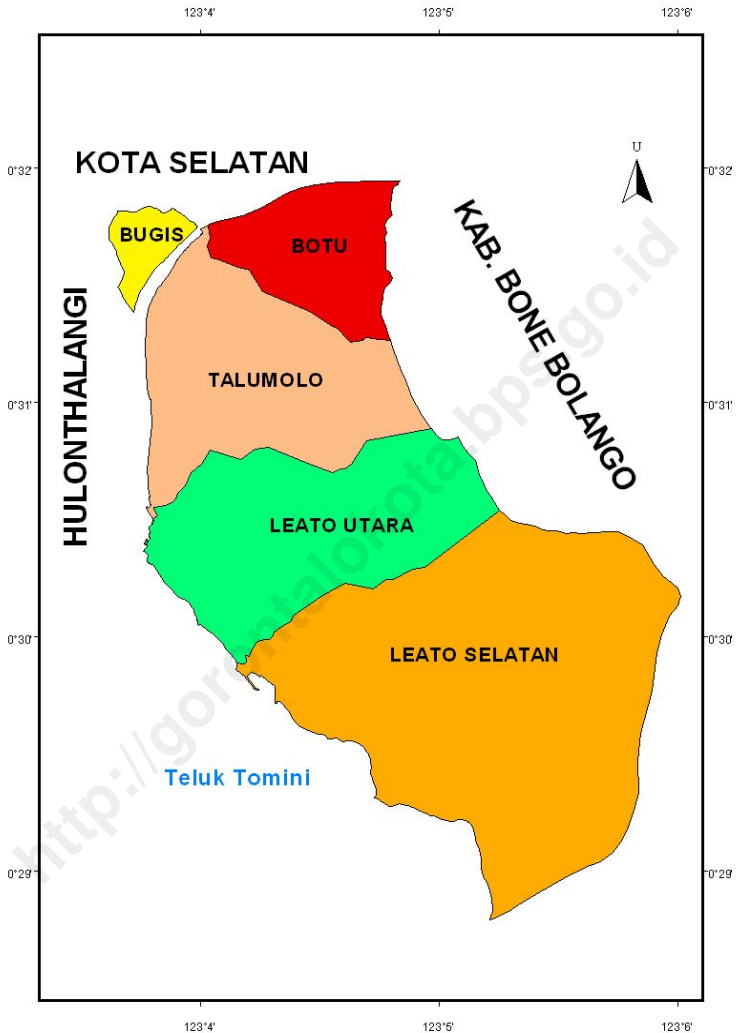 123°4'
123°5'
123°6'
0°32'
KOTA SELATAN
U
0°32'
BUGIS
BOTU
KAB. BONE BOLANGO
HULONTHALANGI
TALUMOLO
0°31'
0°31'
LEATO UTARA
0°30'
0°30'
LEATO SELATAN
Teluk Tomini
0°29'
0°29'
123°4'
123°5'
123°6'
http://gorontalokota.bps.go.id